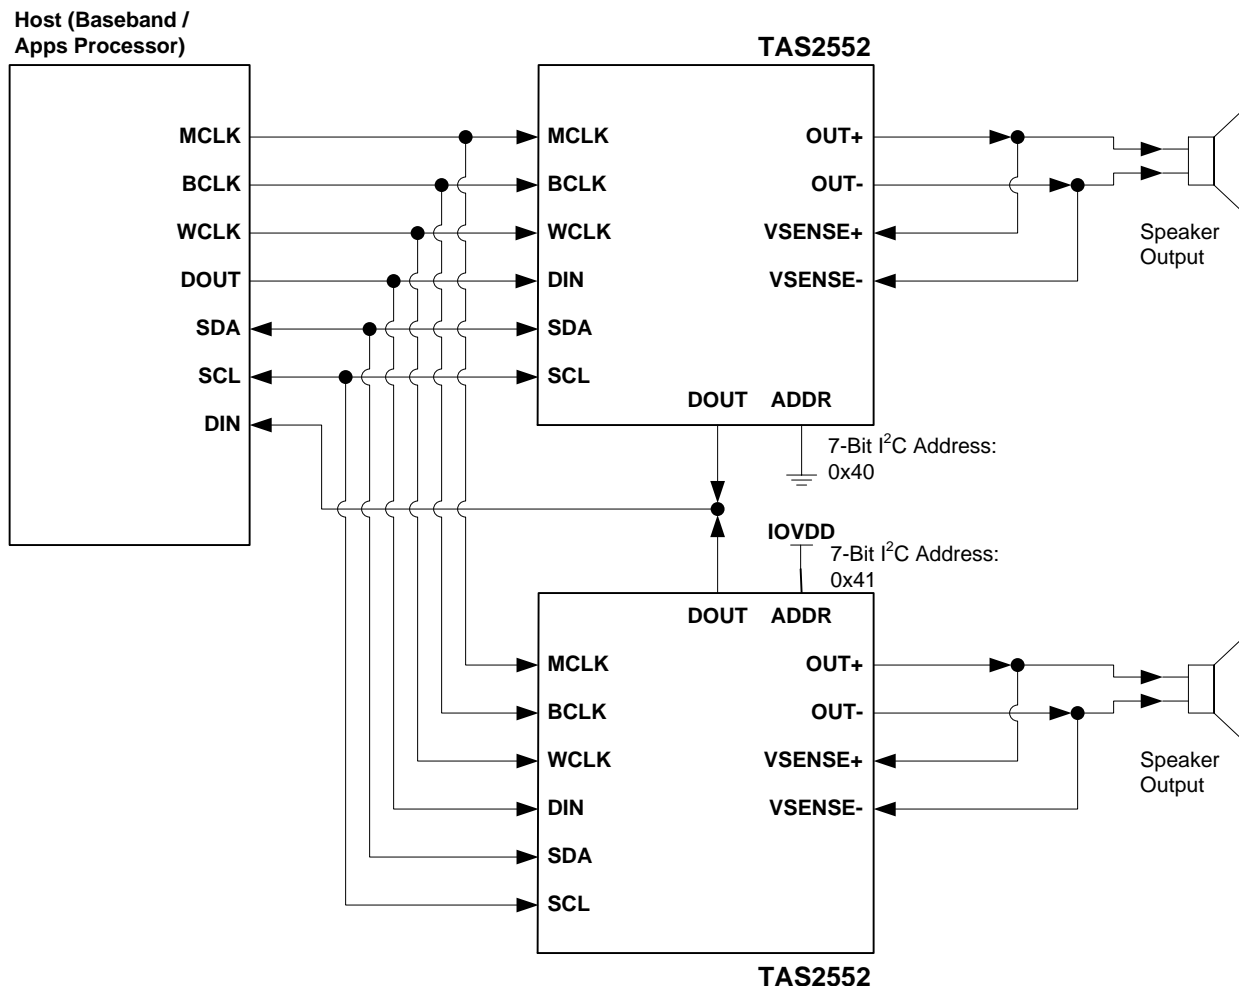 Host (Baseband /
Apps Processor)
MCLK
BCLK
WCLK
DOUT
SDA
SCL
DIN
TAS2552
MCLK
BCLK
WCLK
DIN
SDA
SCL
OUT+
OUT-
VSENSE+
VSENSE-
DOUT ADDR
Speaker
Output
7-Bit I²C Address:
0x40
IOVDD
7-Bit I²C Address:
0x41
DOUT ADDR
MCLK
BCLK
WCLK
DIN
SDA
SCL
OUT+
OUT-
VSENSE+
VSENSE-
Speaker
Output
TAS2552